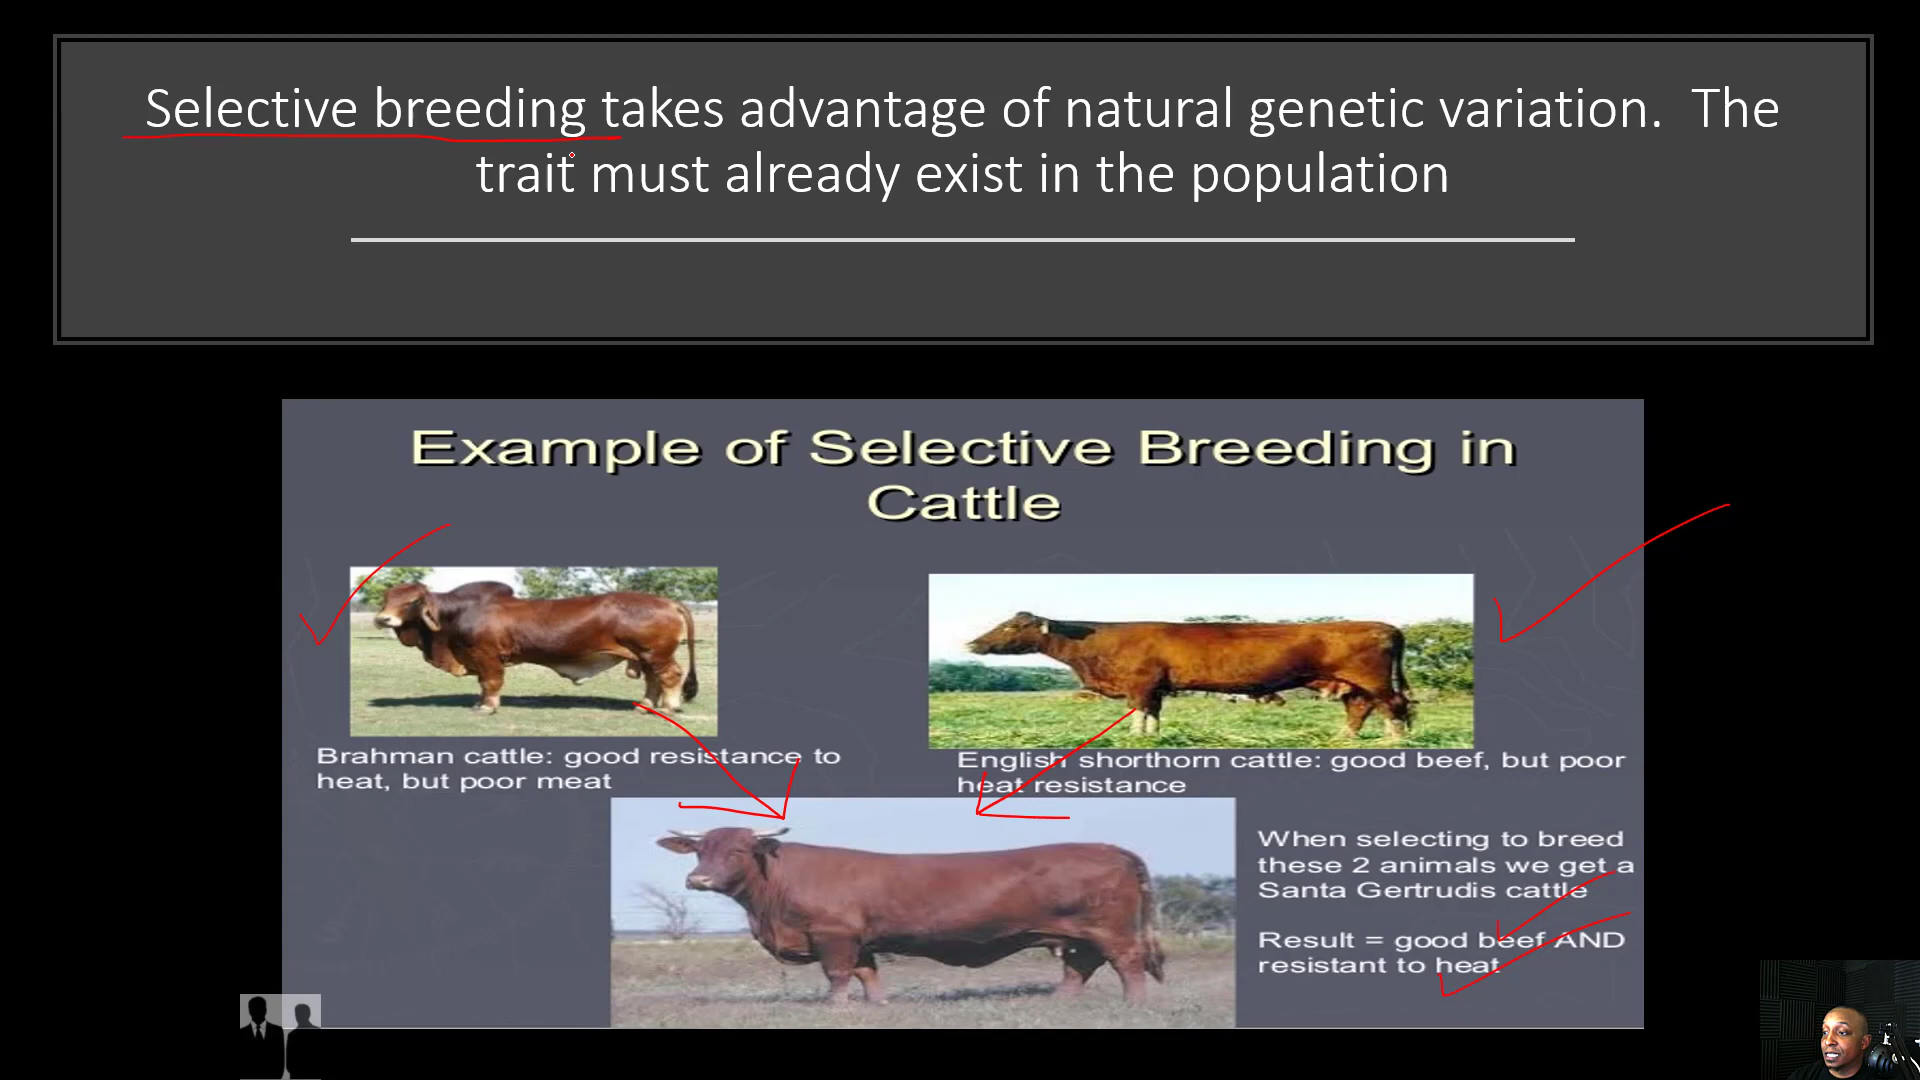 Selective breeding takes advantage of natural genetic variation. The
trait must already exist in the population
Example of Selective Breeding in
Cattle
Brahman cattle: good resistance to
heat, but poor meat
English shorthorn cattle: good beef, but poor
heat resistance
When selecting to breed
these 2 animals we get a
Santa Gertrudis cattle
Result = good beef AND
resistant to heat